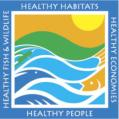 HEALTHY HABITATS
HEALTHY FISH & WILDLIFE
HEALTHY ECONOMIES
HEALTHY PEOPLE